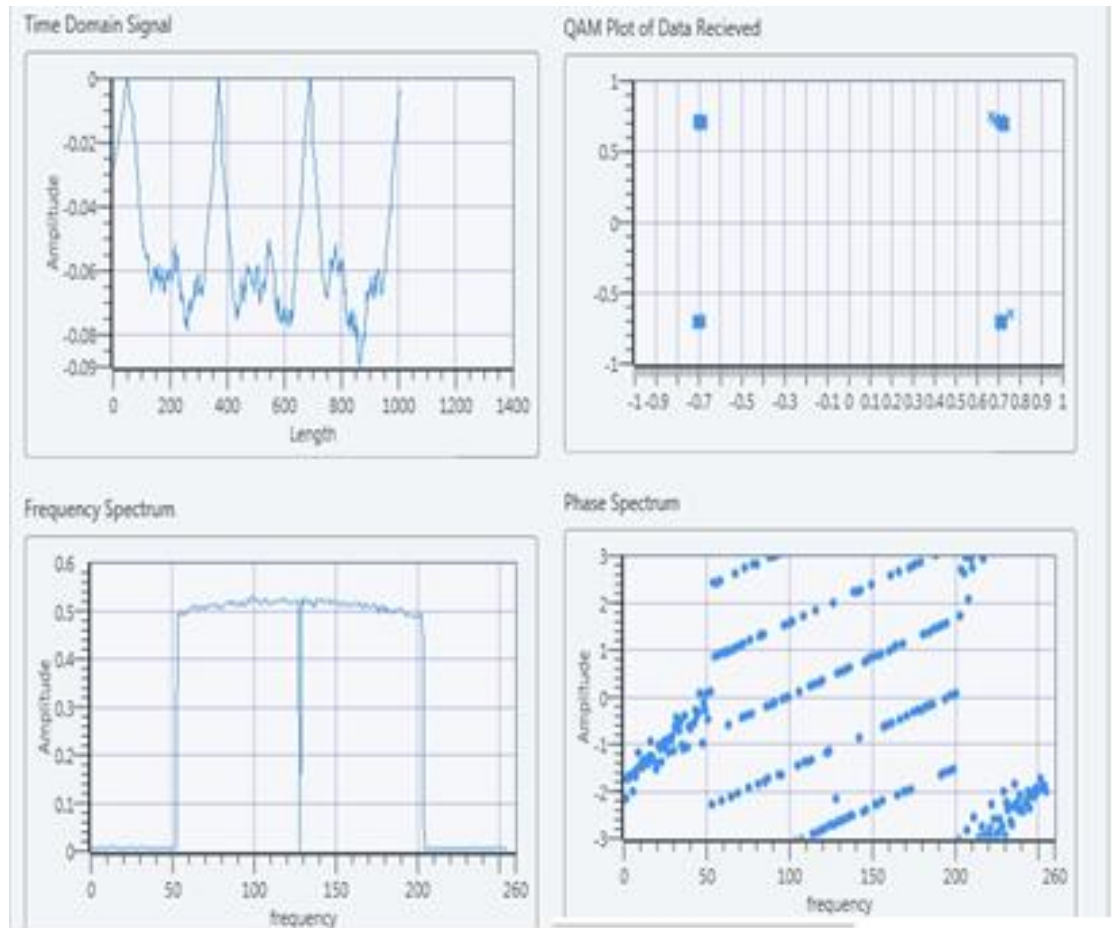 Time Domain Signal
0
-0.02
-0.04
-0.06
-0.08
-0.09
Amplitude
0 200 400 600 800 1000 1200 1400
Length
QAM Plot of Data Recieved
1
0.5
0
-0.5
-1
-1 -0.9 -0.7 -0.5 -0.3 -0.1 0 0.1 0.2 0.3 0.4 0.5 0.6 0.7 0.8 0.9 1
Frequency Spectrum
0.6
0.5
0.4
0.3
0.2
0.1
0
Amplitude
0 50 100 150 200 260
frequency
Phase Spectrum
3
2
1
0
-1
-2
-3
Amplitude
0 50 100 150 200 260
frequency